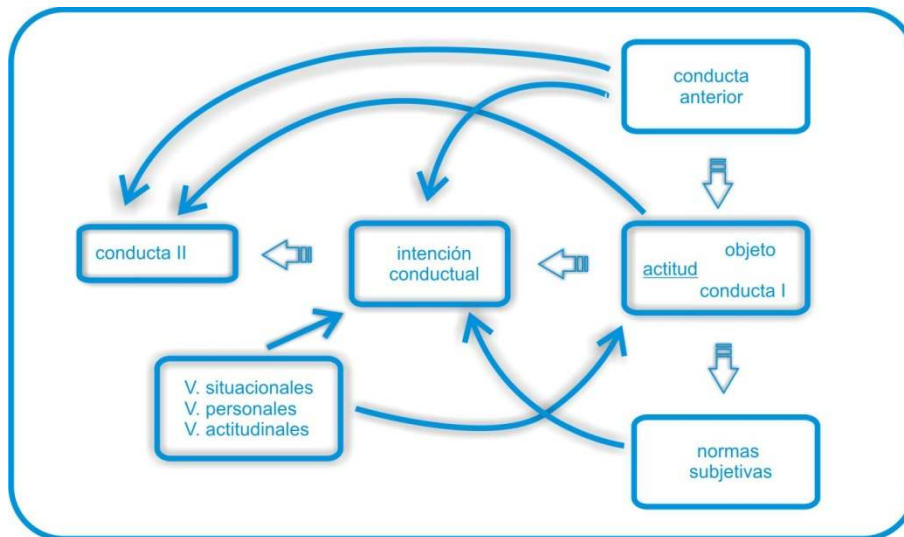 conducta
anterior
conducta II
intención
conductual
objeto
actitud
conducta I
V. situacionales
V. personales
V. actitudinales
normas
subjetivas